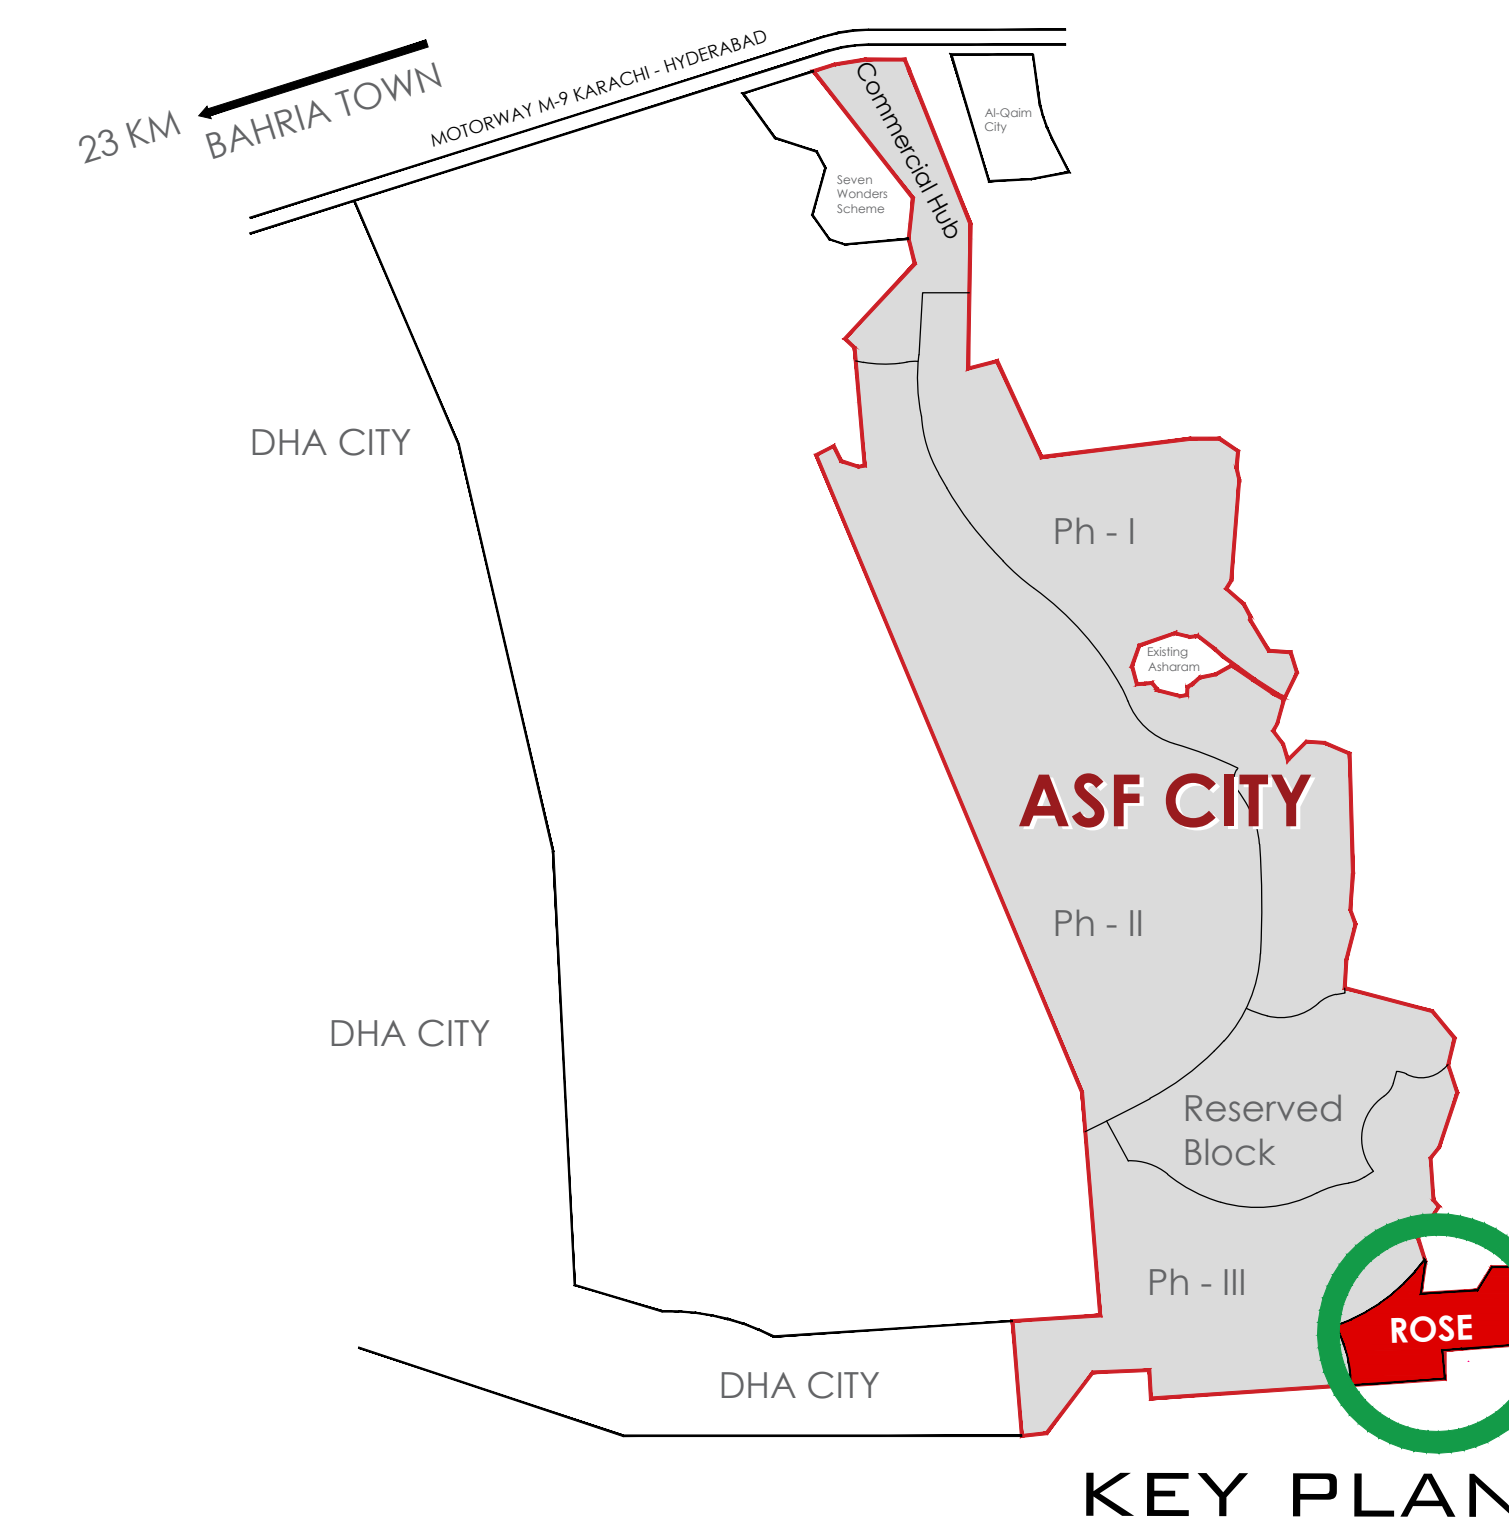 MOTORWAY M-9 KARACHI - HYDERABAD
23 KM
BAHRIA TOWN
Commercial Hub
Al-Qaim
City
Seven
Wonders
Scheme
DHA CITY
Ph - I
Existing
Asharam
ASF CITY
Ph - II
DHA CITY
Reserved
Block
Ph - III
ROSE
DHA CITY
KEY PLAN